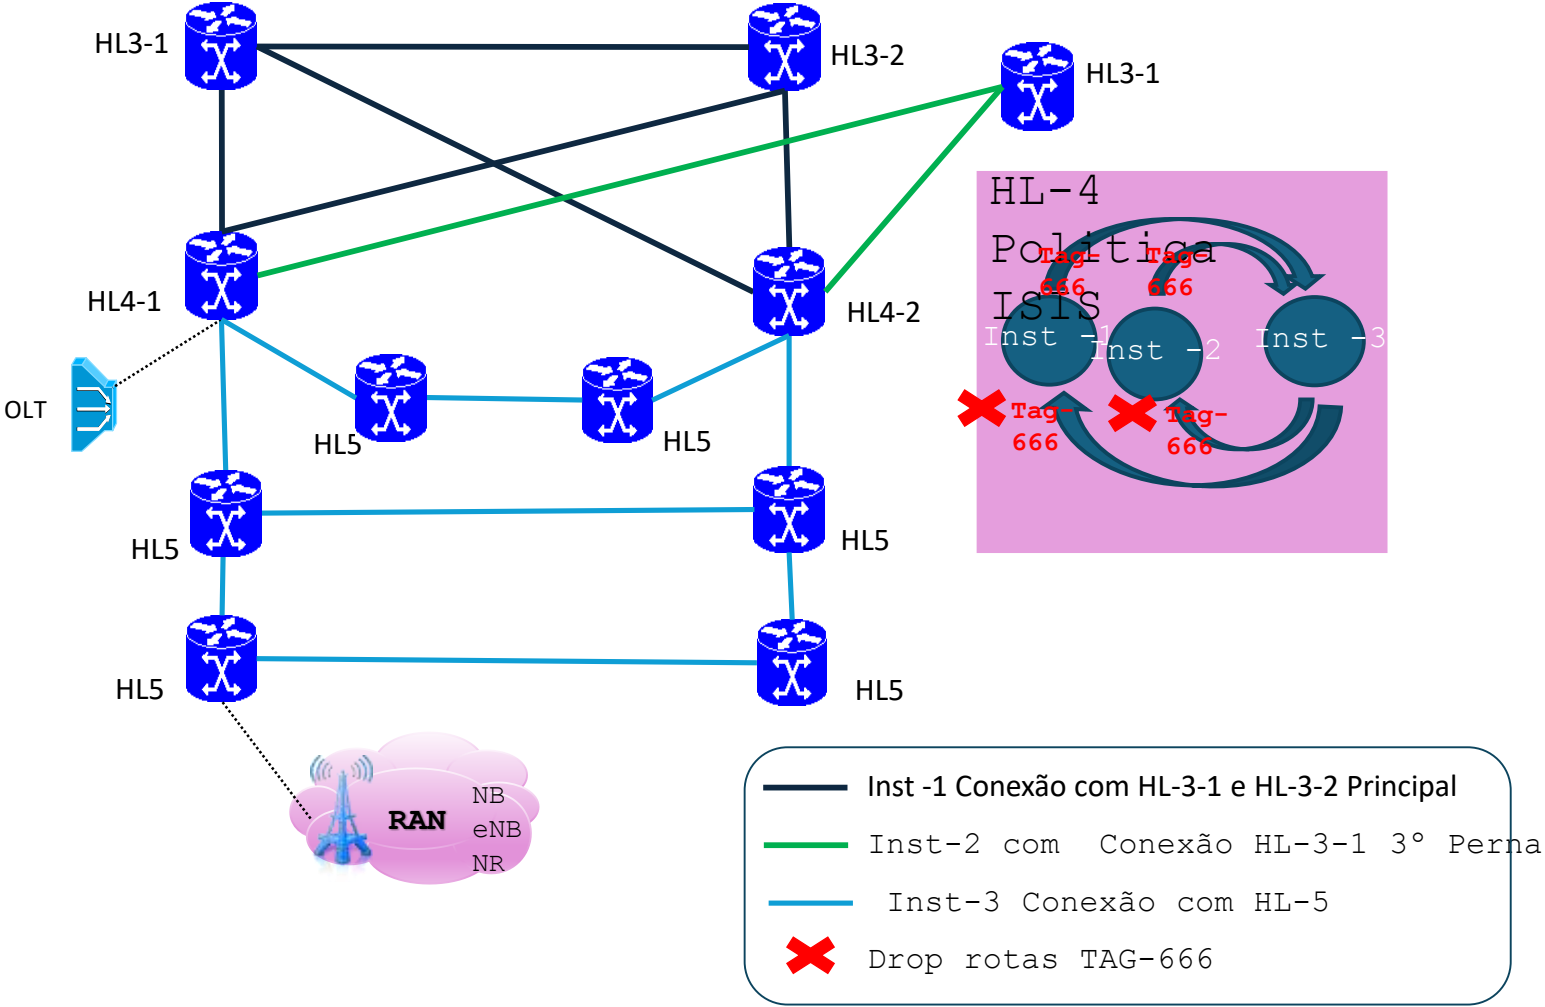 HL3-1
HL3-2
HL3-1
HL-4
Politica
ISIS
Tag-
666
Tag-
666
HL4-1
HL4-2
Inst -1
Inst -2
Inst -3
OLT
HL5
HL5
Tag-
666
Tag-
666
HL5
HL5
HL5
HL5
RAN
NB
eNB
NR
Inst -1 Conexão com HL-3-1 e HL-3-2 Principal
Inst-2 com Conexão HL-3-1 3º Perna
Inst-3 Conexão com HL-5
Drop rotas TAG-666